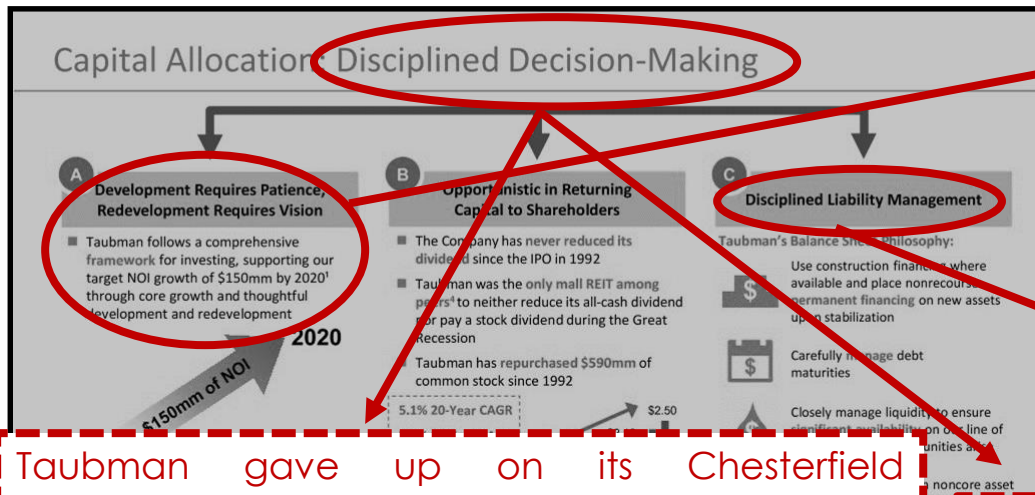 Capital Allocation: Disciplined Decision-Making
A
Development Requires Patience,
Redevelopment Requires Vision
Taubman follows a comprehensive
framework for investing, supporting our
target NOI growth of $150mm by 2020¹
through core growth and thoughtful
development and redevelopment
2020
$150mm of NOI
B
Opportunistic in Returning
Capital to Shareholders
The Company has never reduced its
dividend since the IPO in 1992
Taubman was the only mall REIT among
peers⁴ to neither reduce its all-cash dividend
nor pay a stock dividend during the Great
Recession
Taubman has repurchased $590mm of
common stock since 1992
5.1% 20-Year CAGR
$2.50
C
Disciplined Liability Management
Taubman's Balance Sheet Philosophy:
Use construction financing where
available and place nonrecourse
permanent financing on new assets
upon stabilization
$
Carefully manage debt
maturities
$
Closely manage liquidity to ensure
significant availability on our line of
noncore asset
Taubman gave up on its Chesterfield